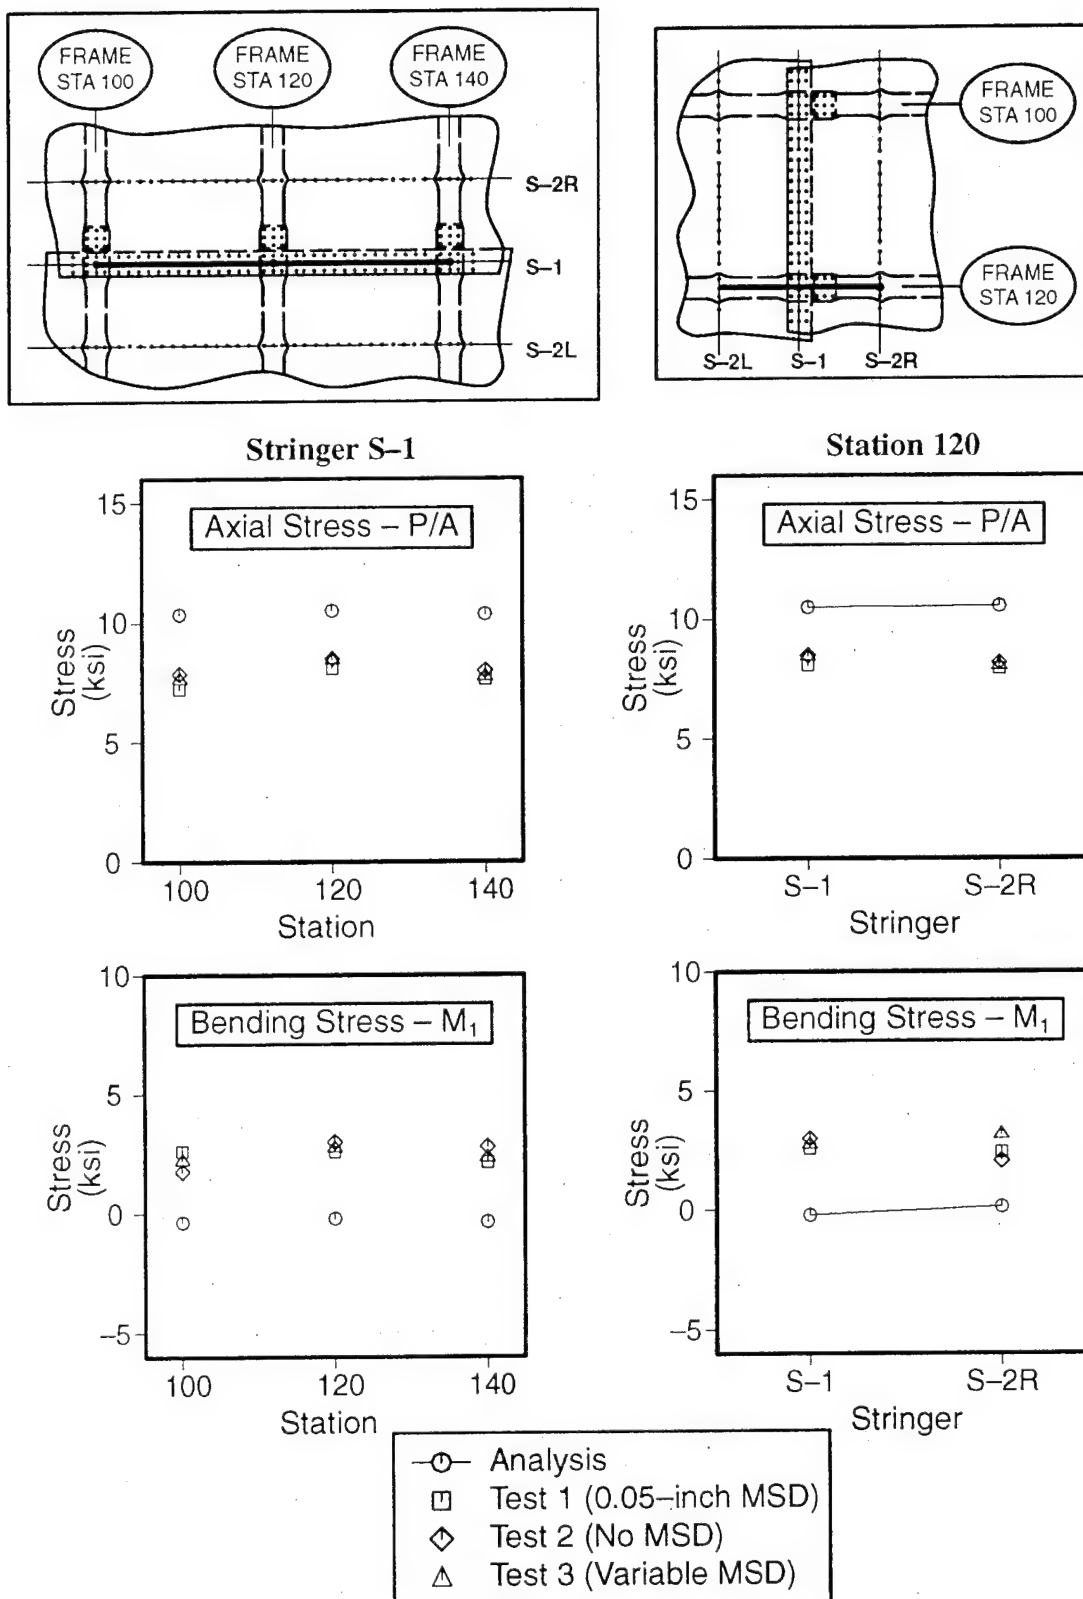 FRAME
STA 100
FRAME
STA 120
FRAME
STA 140
S–2R
S–1
S–2L
FRAME
STA 100
FRAME
STA 120
S–2L
S–1
S–2R
Stringer S–1
Axial Stress – P/A
Stress
(ksi)
15
10
5
0
100
120
140
Station
Station 120
Axial Stress – P/A
Stress
(ksi)
15
10
5
0
S–1
S–2R
Stringer
Bending Stress – M₁
Stress
(ksi)
10
5
0
–5
100
120
140
Station
Bending Stress – M₁
Stress
(ksi)
10
5
0
–5
S–1
S–2R
Stringer
Analysis
Test 1 (0.05–inch MSD)
Test 2 (No MSD)
Test 3 (Variable MSD)